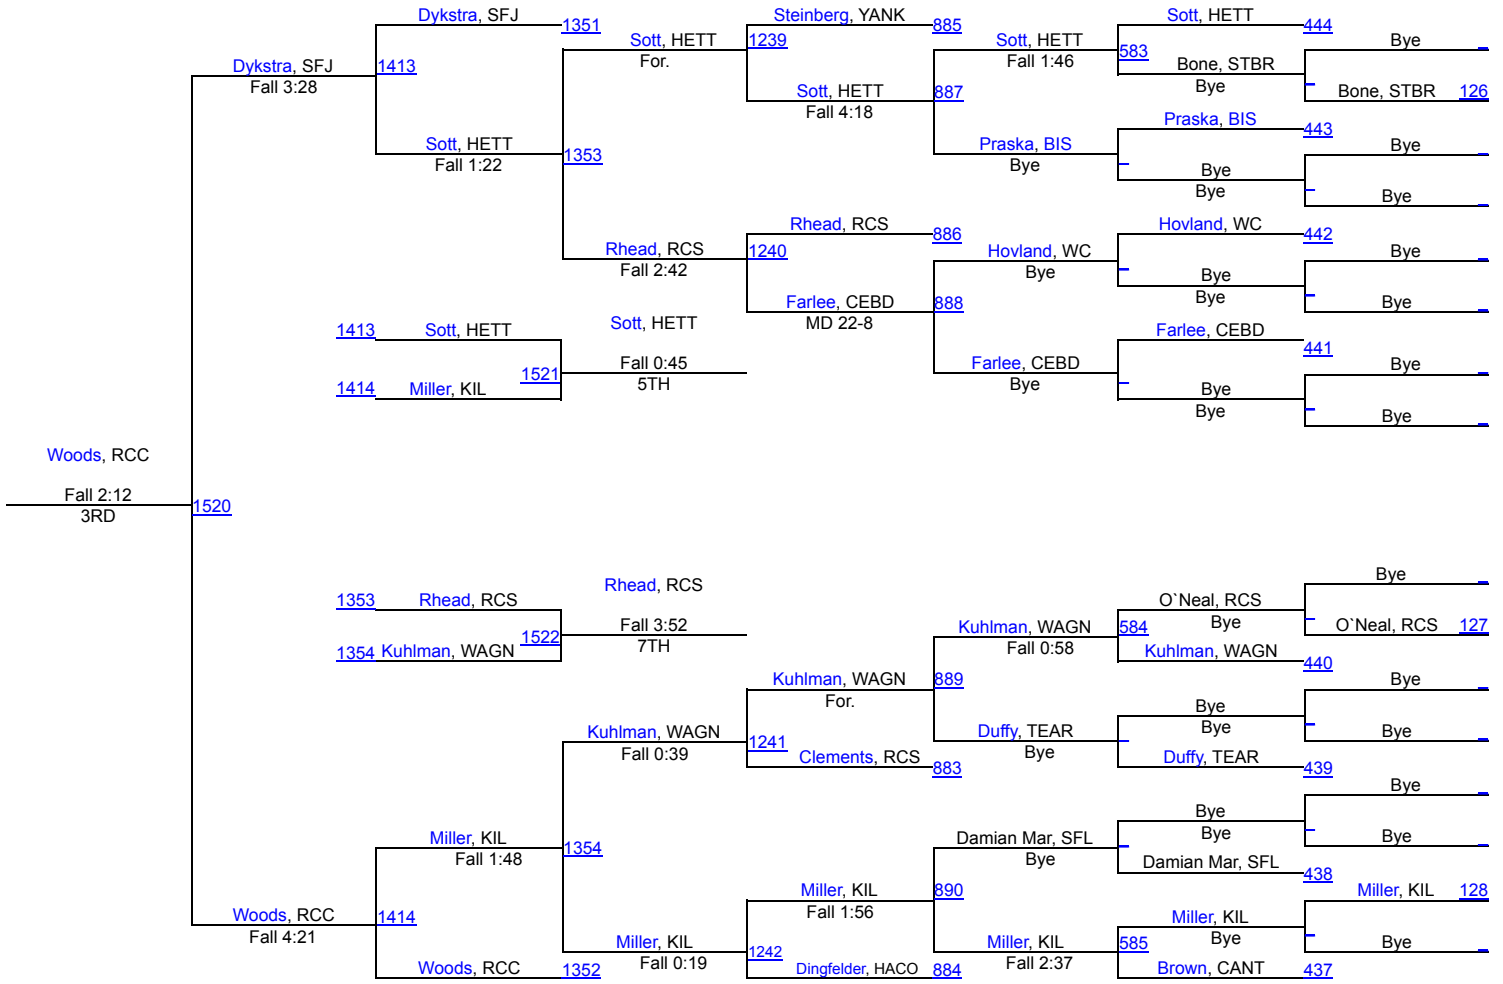 Dykstra, SFJ
1351
Steinberg, YANK
885
Sott, HETT
444
Sott, HETT
For.
1239
Sott, HETT
Fall 1:46
583
Bye
Dykstra, SFJ
Fall 3:28
1413
Bone, STBR
Bye
Sott, HETT
Fall 4:18
887
Bone, STBR
126
Praska, BIS
443
Sott, HETT
Fall 1:22
1353
Praska, BIS
Bye
Bye
Bye
Bye
Bye
Rhead, RCS
886
Hovland, WC
442
Rhead, RCS
Fall 2:42
1240
Hovland, WC
Bye
Bye
Bye
Bye
Farlee, CEBD
MD 22-8
888
Bye
1413
Sott, HETT
Sott, HETT
Farlee, CEBD
441
Fall 0:45
5TH
1521
Farlee, CEBD
Bye
Bye
1414
Miller, KIL
Bye
Bye
Bye
Woods, RCC
Fall 2:12
3RD
1520
Rhead, RCS
Bye
1353
Rhead, RCS
O`Neal, RCS
Bye
Fall 3:52
7TH
1522
Kuhlman, WAGN
Fall 0:58
584
O`Neal, RCS
127
1354
Kuhlman, WAGN
Kuhlman, WAGN
440
Kuhlman, WAGN
For.
889
Bye
Bye
Bye
Kuhlman, WAGN
Fall 0:39
1241
Duffy, TEAR
Bye
Bye
Clements, RCS
883
Duffy, TEAR
439
Bye
Bye
Bye
Miller, KIL
Fall 1:48
1354
Damian Mar, SFL
Bye
Bye
Damian Mar, SFL
438
Miller, KIL
Fall 1:56
890
Miller, KIL
128
Woods, RCC
Fall 4:21
1414
Miller, KIL
Bye
Miller, KIL
Fall 0:19
1242
Miller, KIL
Fall 2:37
585
Bye
Woods, RCC
1352
Dingfelder, HACO
884
Brown, CANT
437